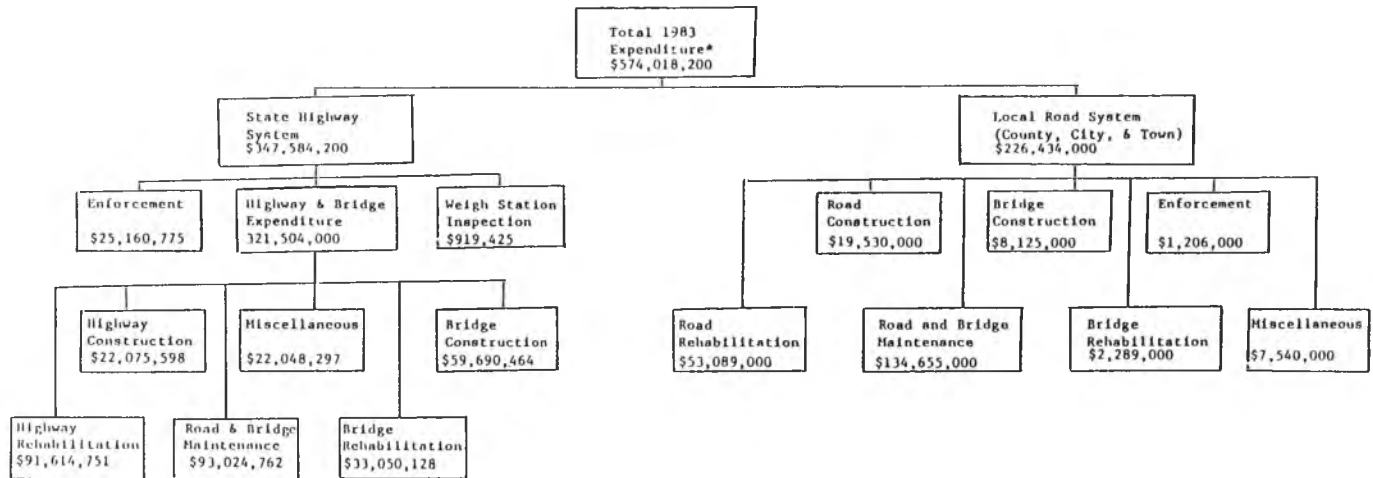 Total 1983
Expenditure*
$574,018,200
State Highway
System
$347,584,200
Local Road System
(County, City, & Town)
$226,434,000
Enforcement
$25,160,775
Highway & Bridge
Expenditure
321,504,000
Weigh Station
Inspection
$919,425
Road
Construction
$19,530,000
Bridge
Construction
$8,125,000
Enforcement
$1,206,000
Highway
Construction
$22,075,598
Miscellaneous
$22,048,297
Bridge
Construction
$59,690,464
Road
Rehabilitation
$53,089,000
Road and Bridge
Maintenance
$134,655,000
Bridge
Rehabilitation
$2,289,000
Miscellaneous
$7,540,000
Highway
Rehabilitation
$91,614,751
Road & Bridge
Maintenance
$93,024,762
Bridge
Rehabilitation
$33,050,128